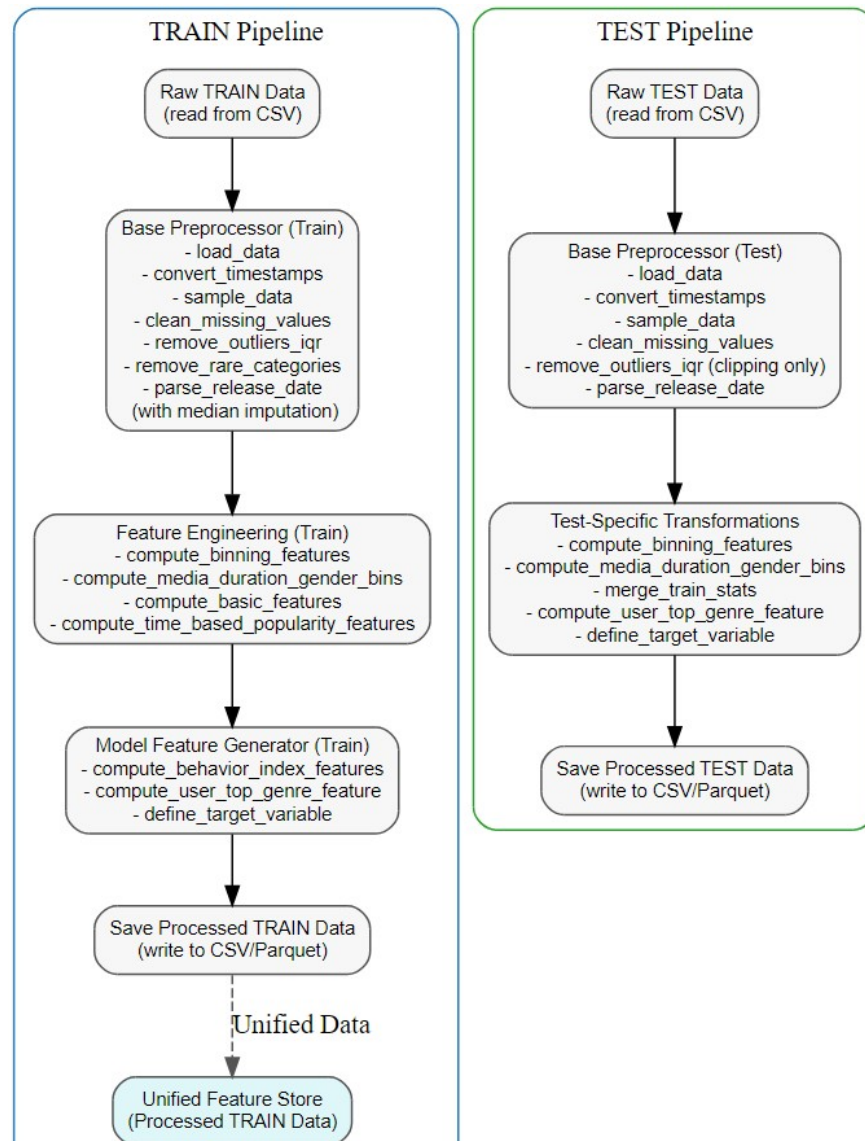 TRAIN Pipeline
Raw TRAIN Data
(read from CSV)
Base Preprocessor (Train)
- load_data
- convert_timestamps
- sample_data
- clean_missing_values
- remove_outliers_iqr
- remove_rare_categories
- parse_release_date
(with median imputation)
Feature Engineering (Train)
- compute_binning_features
- compute_media_duration_gender_bins
- compute_basic_features
- compute_time_based_popularity_features
Model Feature Generator (Train)
- compute_behavior_index_features
- compute_user_top_genre_feature
- define_target_variable
Save Processed TRAIN Data
(write to CSV/Parquet)
Unified Data
Unified Feature Store
(Processed TRAIN Data)
TEST Pipeline
Raw TEST Data
(read from CSV)
Base Preprocessor (Test)
- load_data
- convert_timestamps
- sample_data
- clean_missing_values
- remove_outliers_iqr (clipping only)
- parse_release_date
Test-Specific Transformations
- compute_binning_features
- compute_media_duration_gender_bins
- merge_train_stats
- compute_user_top_genre_feature
- define_target_variable
Save Processed TEST Data
(write to CSV/Parquet)